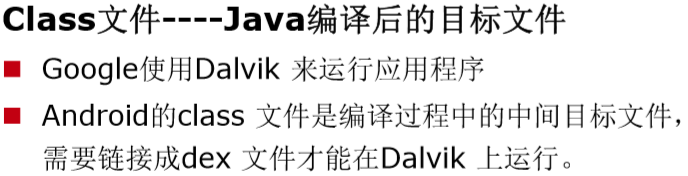 Class文件----Java编译后的目标文件
Google使用Dalvik 来运行应用程序
Android的class 文件是编译过程中的中间目标文件，
需要链接成dex 文件才能在Dalvik 上运行。